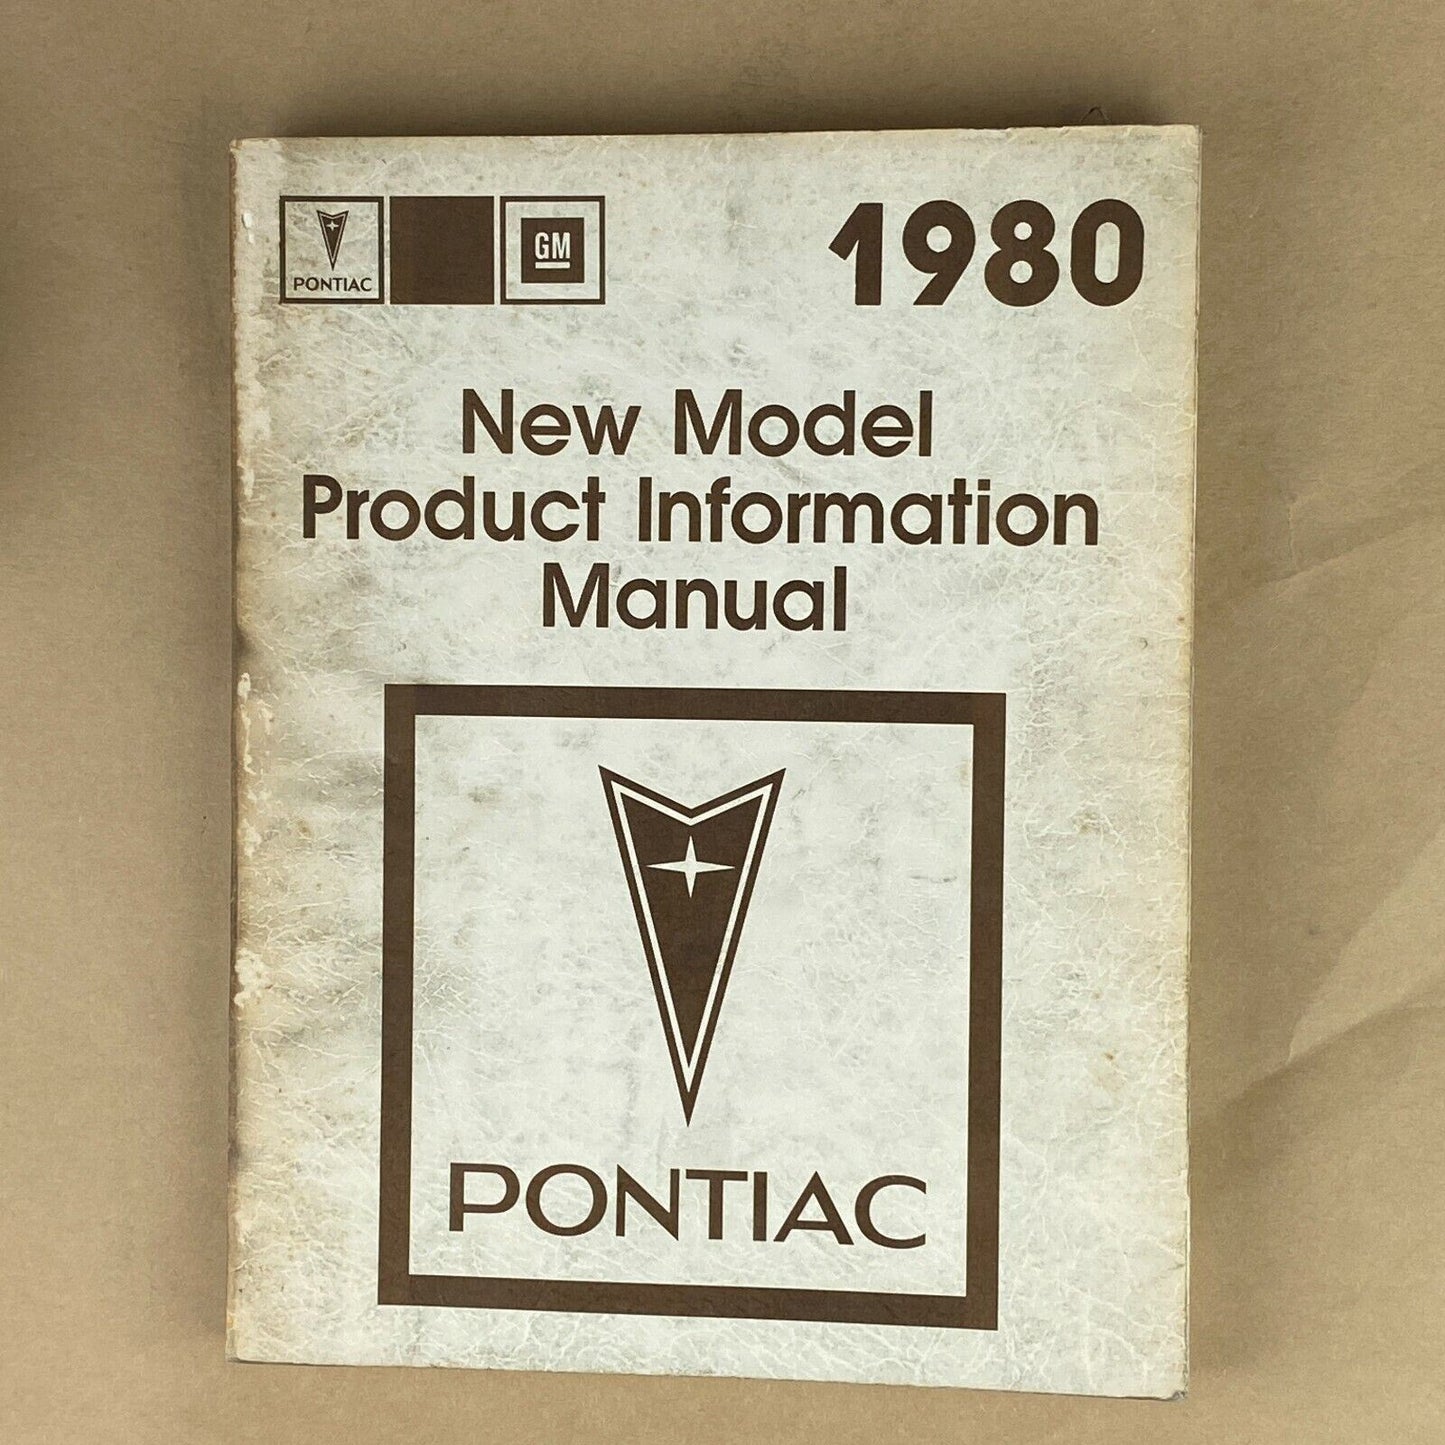 PONTIAC
GM
1980
New Model
Product Information
Manual
PONTIAC